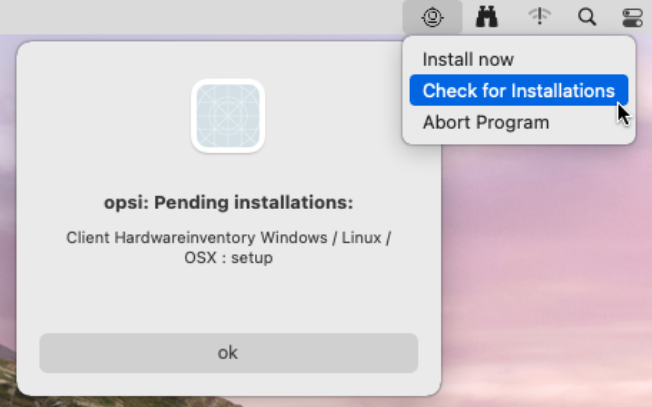 Install now
Check for Installations
Abort Program
opsi: Pending installations:
Client Hardwareinventory Windows / Linux /
OSX : setup
ok